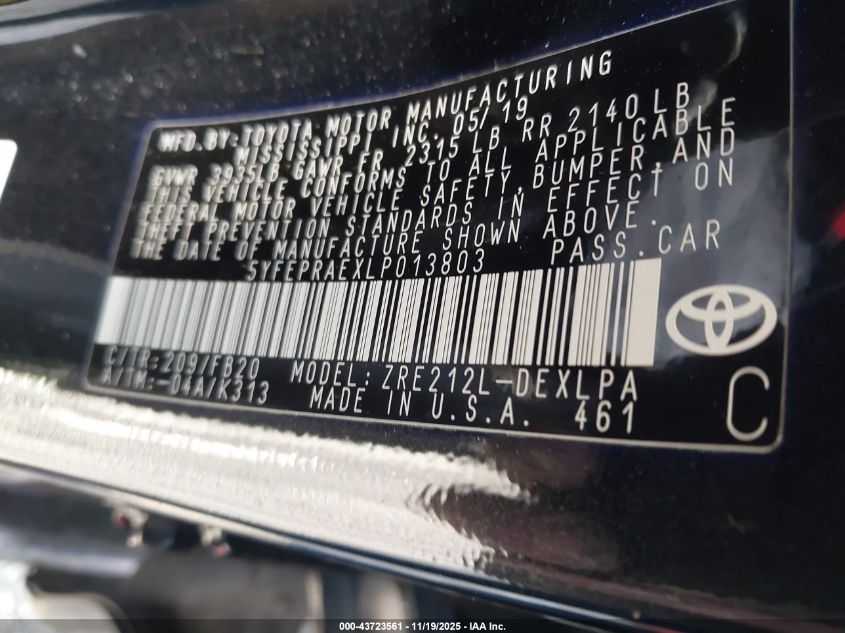 MFD.BY:TOYOTA MOTOR MANUFACTURING
MISSISSIPPI INC. 05/19
GVWR 3935LB GAWR FR 2315 LB RR 2140LB
THIS VEHICLE CONFORMS TO ALL APPLICABLE
FEDERAL MOTOR VEHICLE SAFETY,BUMPER,AND
THEFT PREVENTION STANDARDS IN EFFECT ON
THE DATE OF MANUFACTURE SHOWN ABOVE.
5YFEPRAEXLP013803 PASS.CAR
C/TR:209/FB20 MODEL:ZRE212L-DEXLPA
A/TM:-04A/K313 MADE IN U.S.A. 461
C
000-43723561 - 11/19/2025 - IAA Inc.